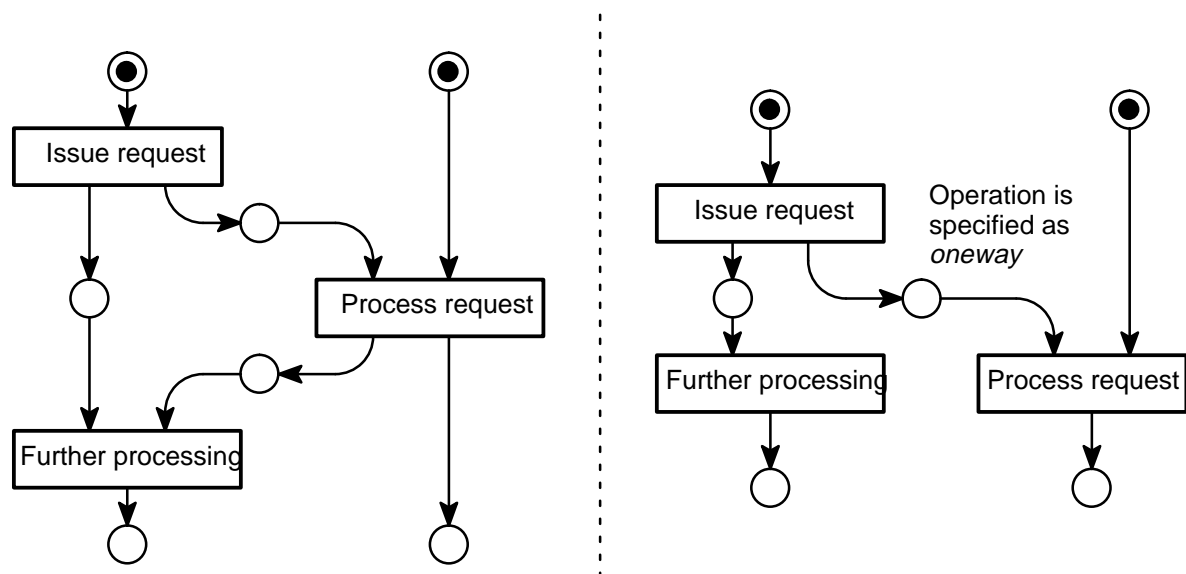 Issue request
Process request
Further processing
Issue request
Operation is
specified as
oneway
Further processing
Process request